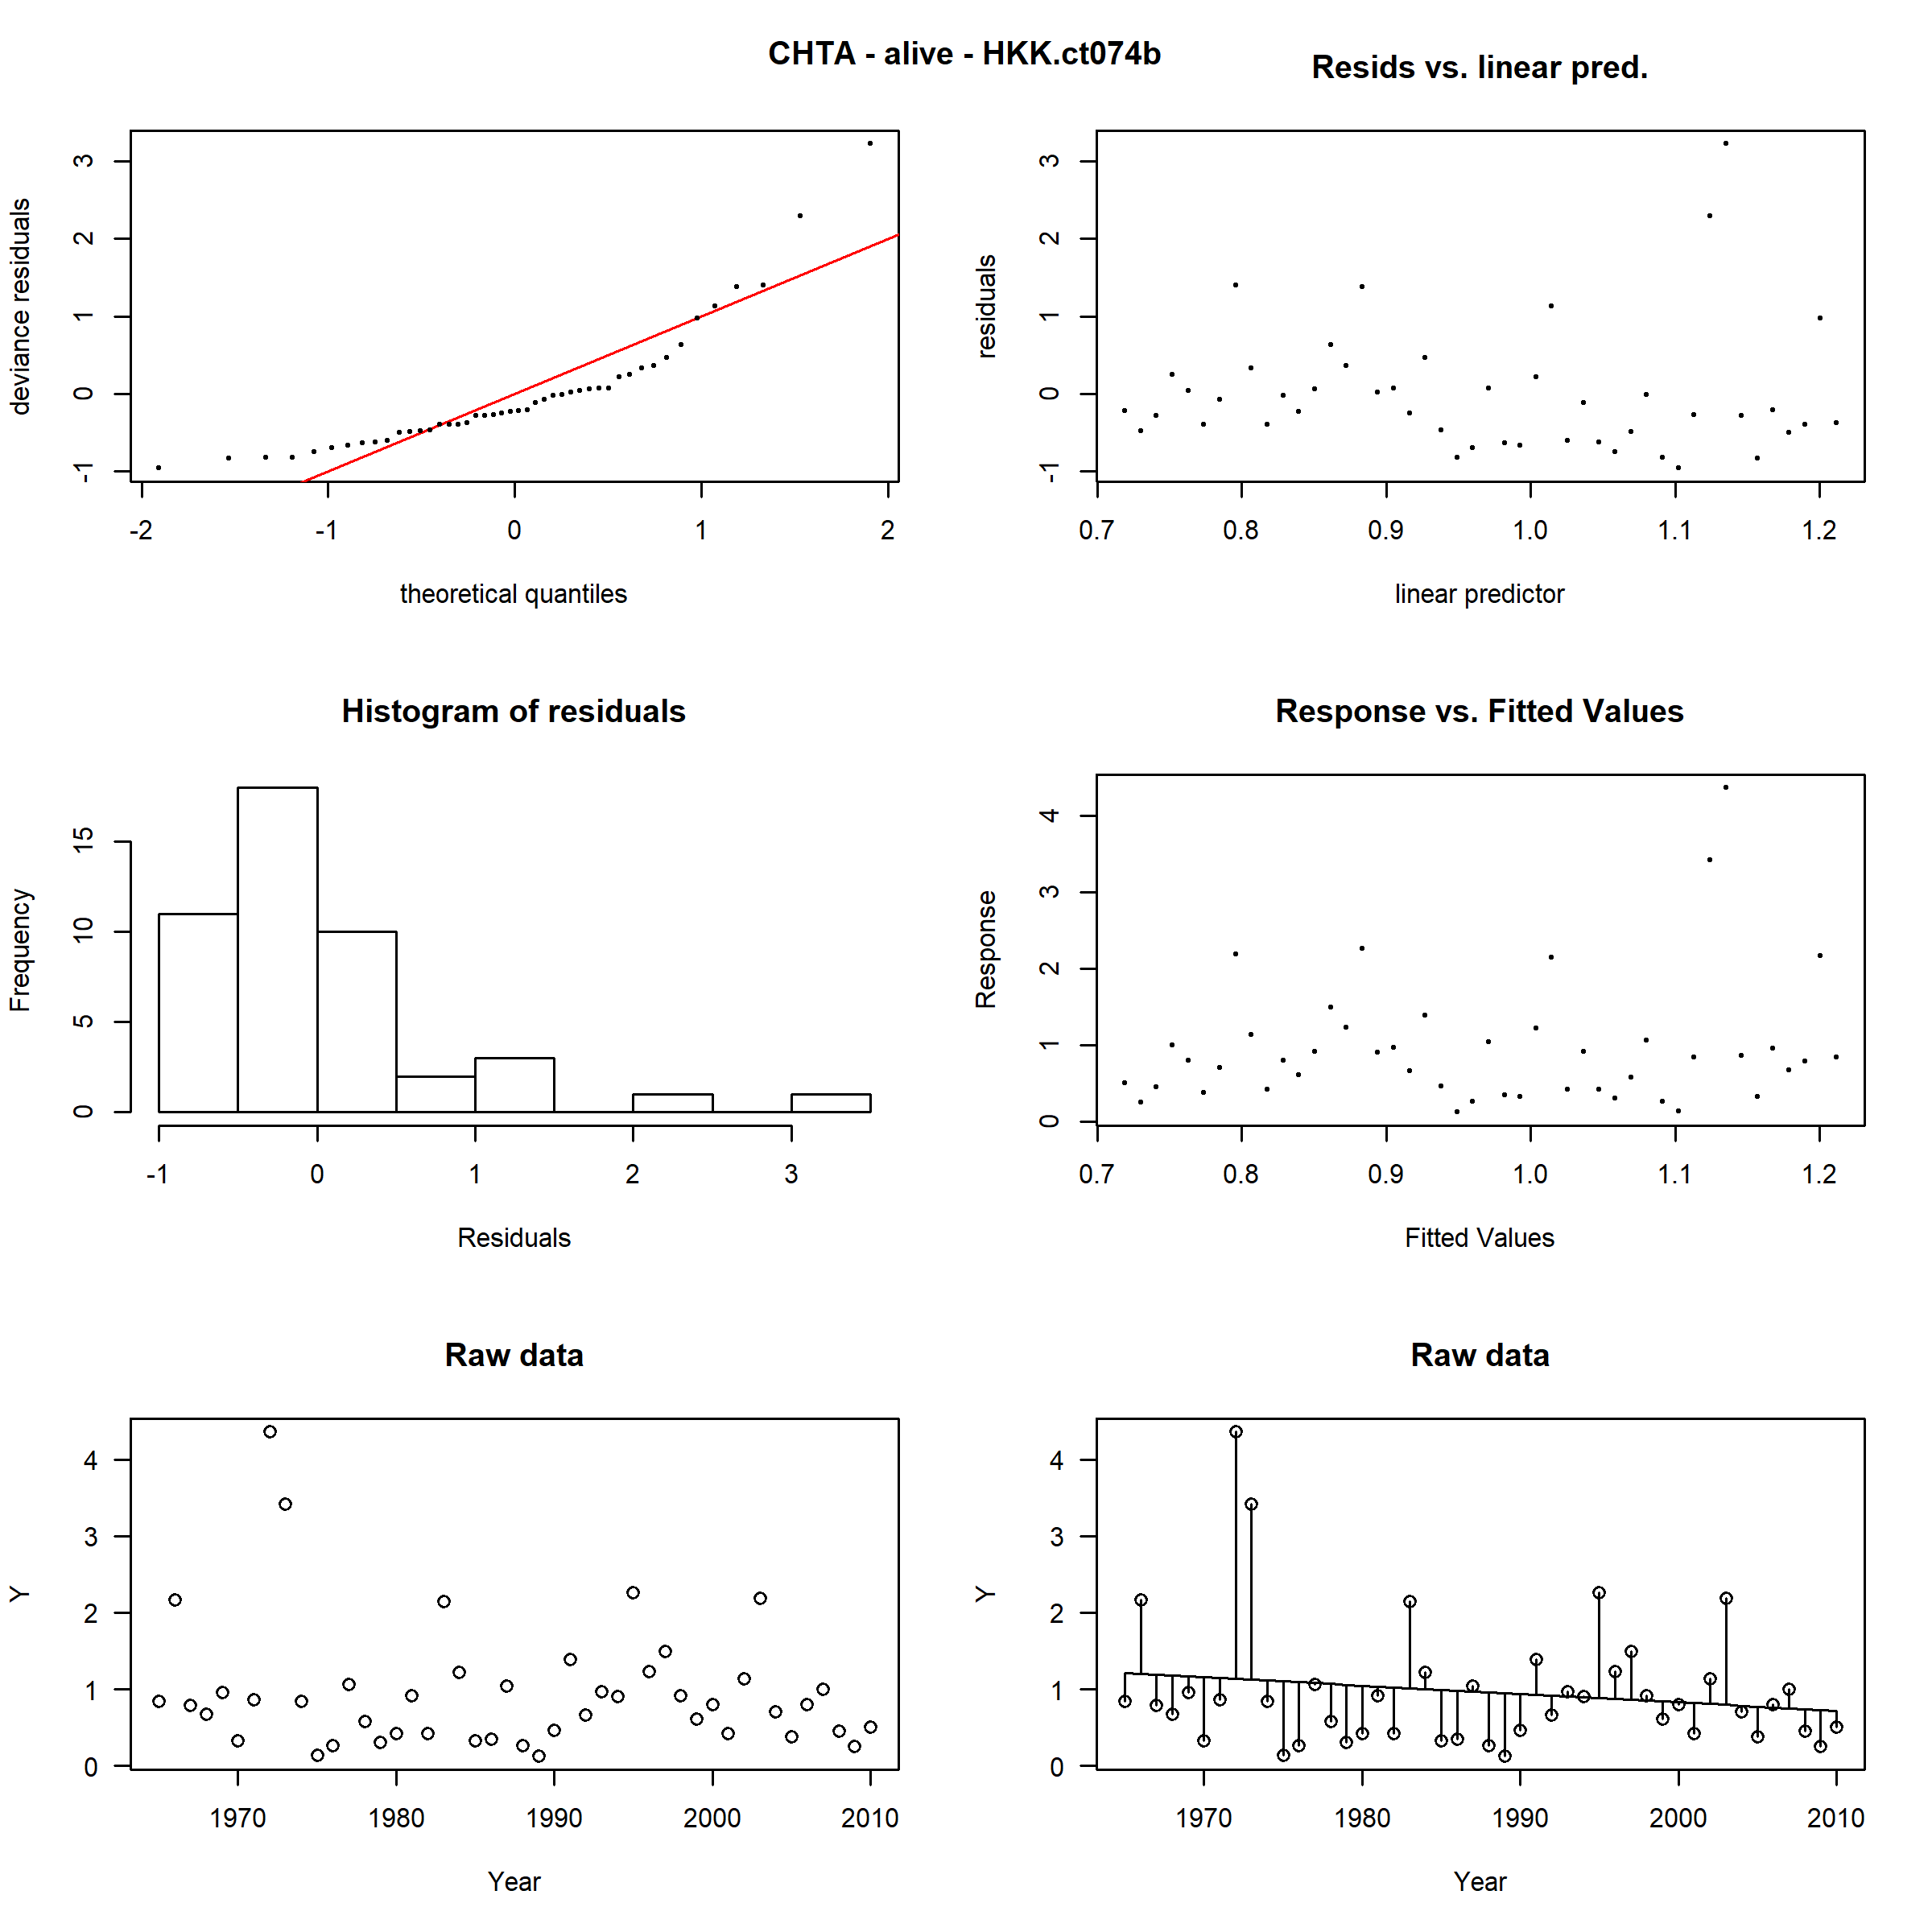 CHTA - alive - HKK.ct074b
deviance residuals
3
2
1
0
-1
-2 -1 0 1 2
theoretical quantiles
Resids vs. linear pred.
residuals
3
2
1
0
-1
0.7 0.8 0.9 1.0 1.1 1.2
linear predictor
Histogram of residuals
Frequency
15
10
5
0
-1 0 1 2 3
Residuals
Response vs. Fitted Values
Response
4
3
2
1
0
0.7 0.8 0.9 1.0 1.1 1.2
Fitted Values
Raw data
Y
4
3
2
1
0
1970 1980 1990 2000 2010
Year
Raw data
Y
4
3
2
1
0
1970 1980 1990 2000 2010
Year